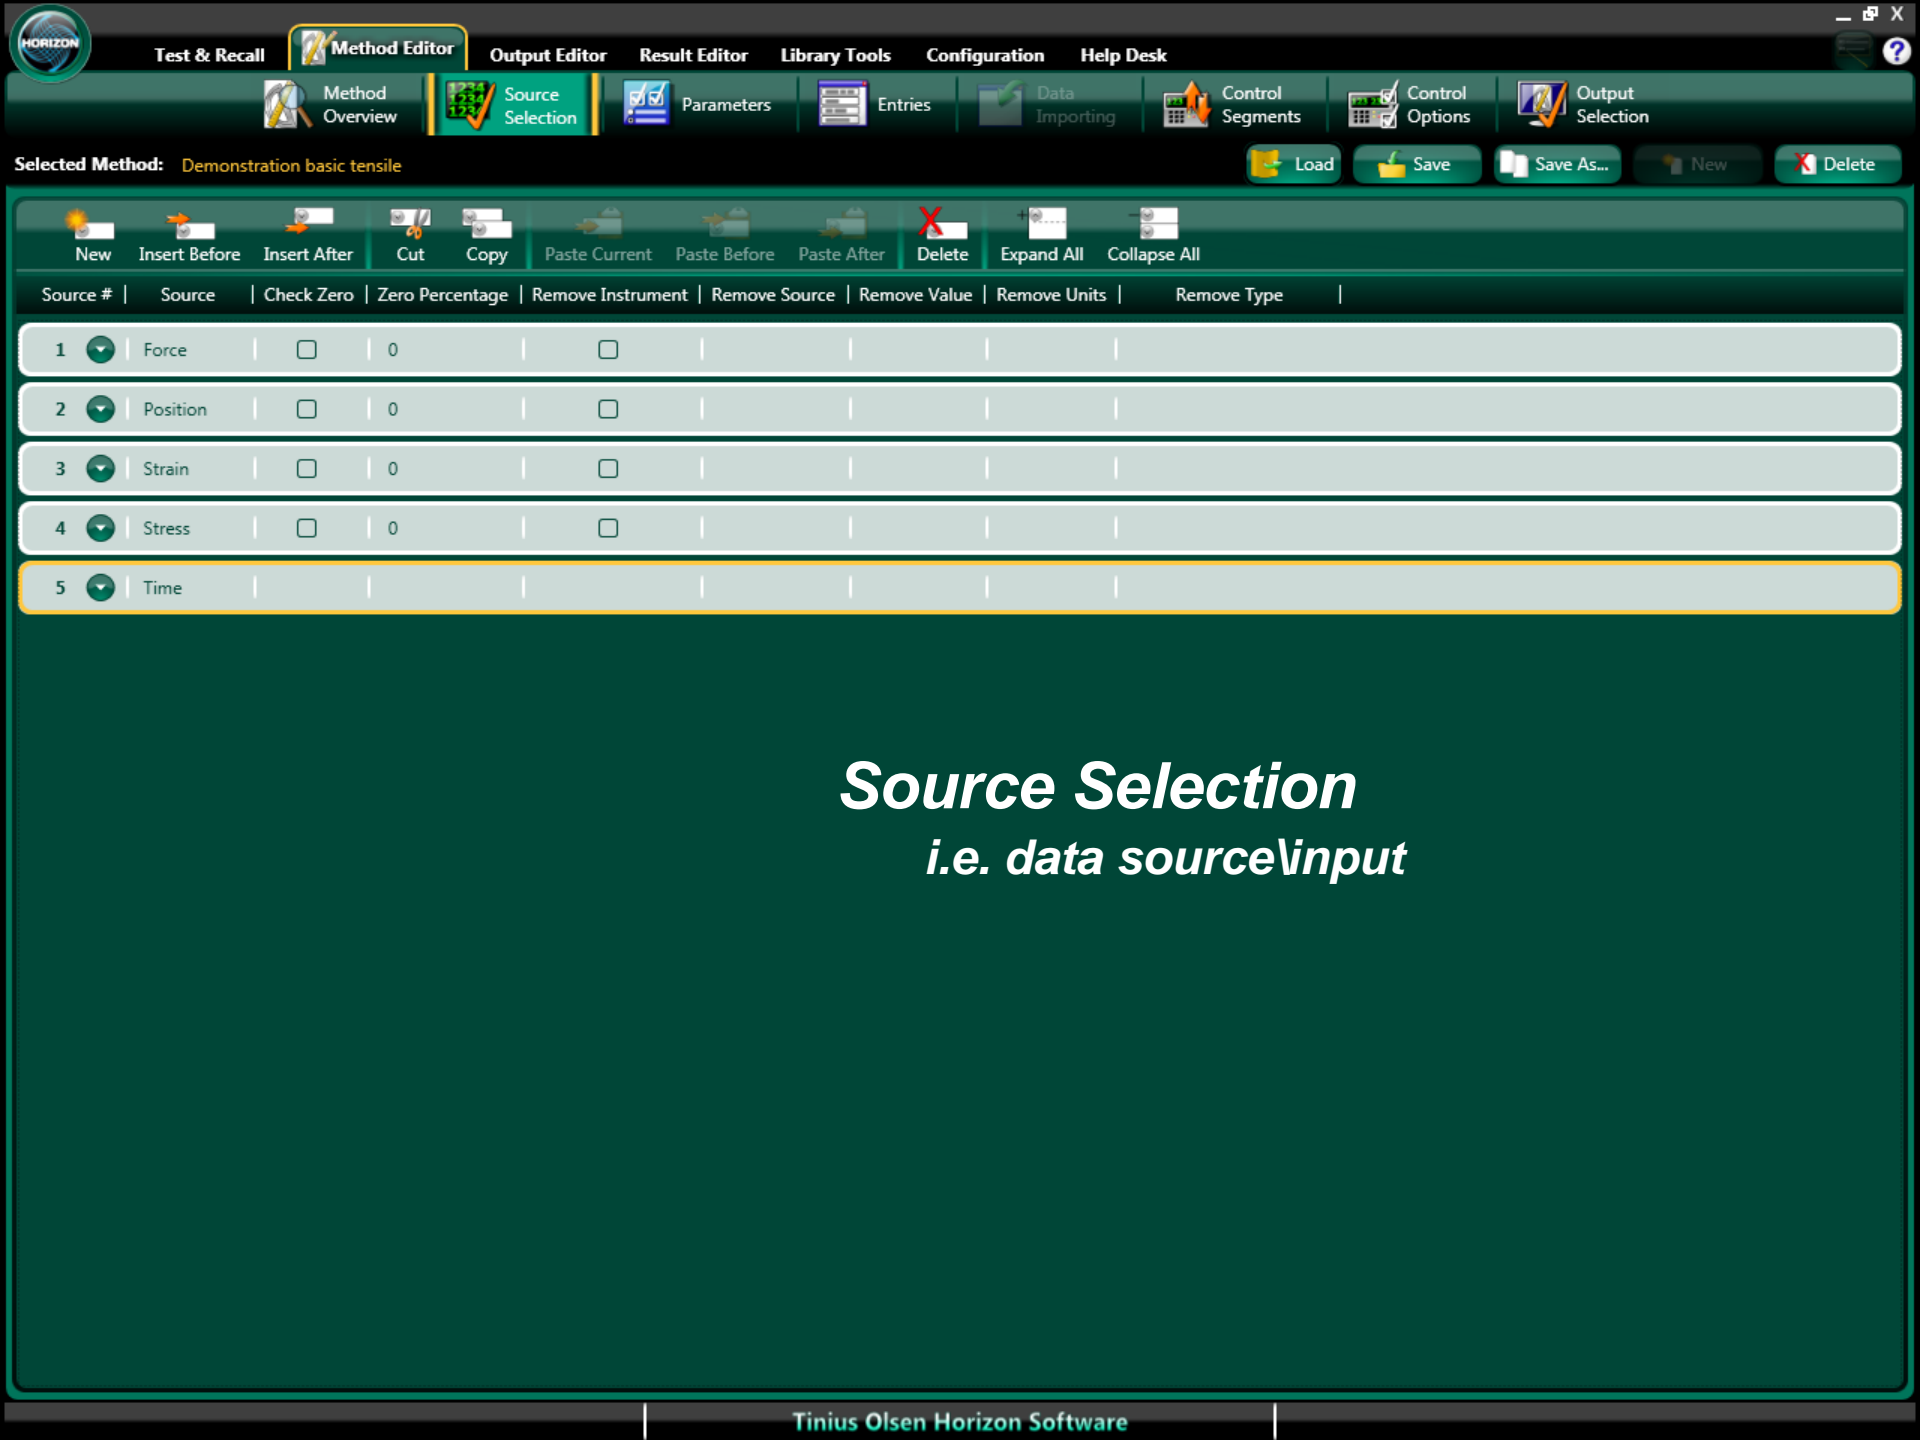 HORIZON
Test & Recall
Method Editor
Output Editor
Result Editor
Library Tools
Configuration
Help Desk
Method
Overview
Source
Selection
Parameters
Entries
Data
Importing
Control
Segments
Control
Options
Output
Selection
Selected Method: Demonstration basic tensile
Load
Save
Save As...
New
Delete
New
Insert Before
Insert After
Cut
Copy
Paste Current
Paste Before
Paste After
Delete
Expand All
Collapse All
Source # | Source | Check Zero | Zero Percentage | Remove Instrument | Remove Source | Remove Value | Remove Units | Remove Type |
1 Force 0
2 Position 0
3 Strain 0
4 Stress 0
5 Time
Source Selection
i.e. data source\input
Tinius Olsen Horizon Software